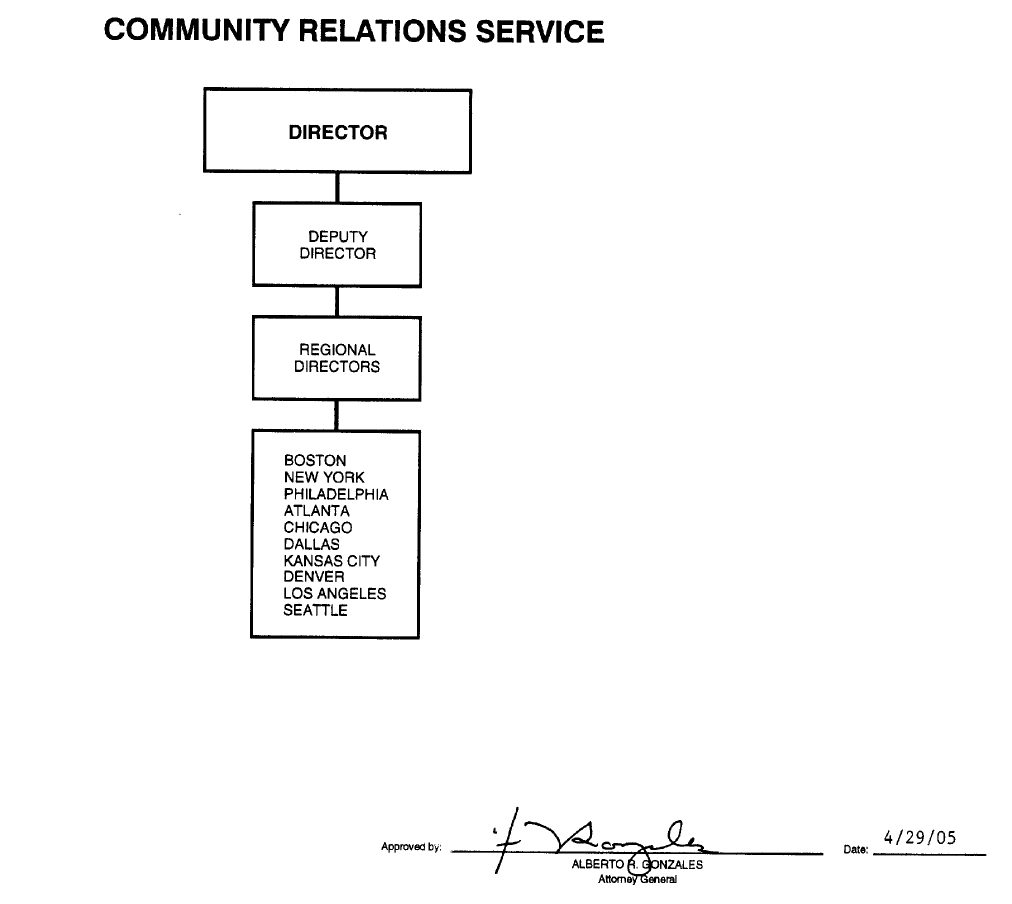 COMMUNITY RELATIONS SERVICE
DIRECTOR
DEPUTY
DIRECTOR
REGIONAL
DIRECTORS
BOSTON
NEW YORK
PHILADELPHIA
ATLANTA
CHICAGO
DALLAS
KANSAS CITY
DENVER
LOS ANGELES
SEATTLE
Approved by:
Date: 4/29/05
ALBERTO R. GONZALES
Attorney General